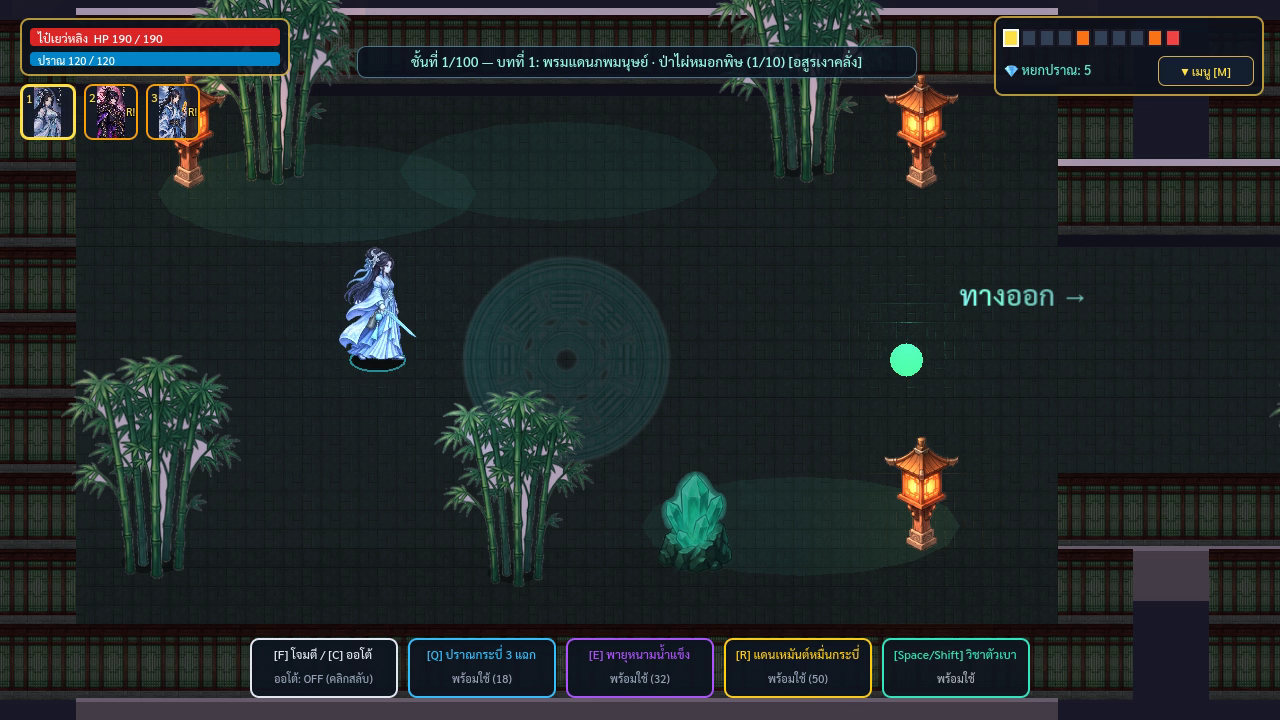 ไป๋เยว่หลิง HP 190 / 190
ปราณ 120 / 120
1
2
R!
3
R!
ชั้นที่ 1/100 — บทที่ 1: พรมแดนภพมนุษย์ · ป่าไผ่หมอกพิษ (1/10) [อสูรเงาคลั่ง]
หยกปราณ: 5
▼ เมนู [M]
ทางออก →
[F] โจมตี / [C] ออโต้
ออโต้: OFF (คลิกสลับ)
[Q] ปราณกระบี่ 3 แฉก
พร้อมใช้ (18)
[E] พายุหนามน้ำแข็ง
พร้อมใช้ (32)
[R] แดนเหมันต์หมื่นกระบี่
พร้อมใช้ (50)
[Space/Shift] วิชาตัวเบา
พร้อมใช้